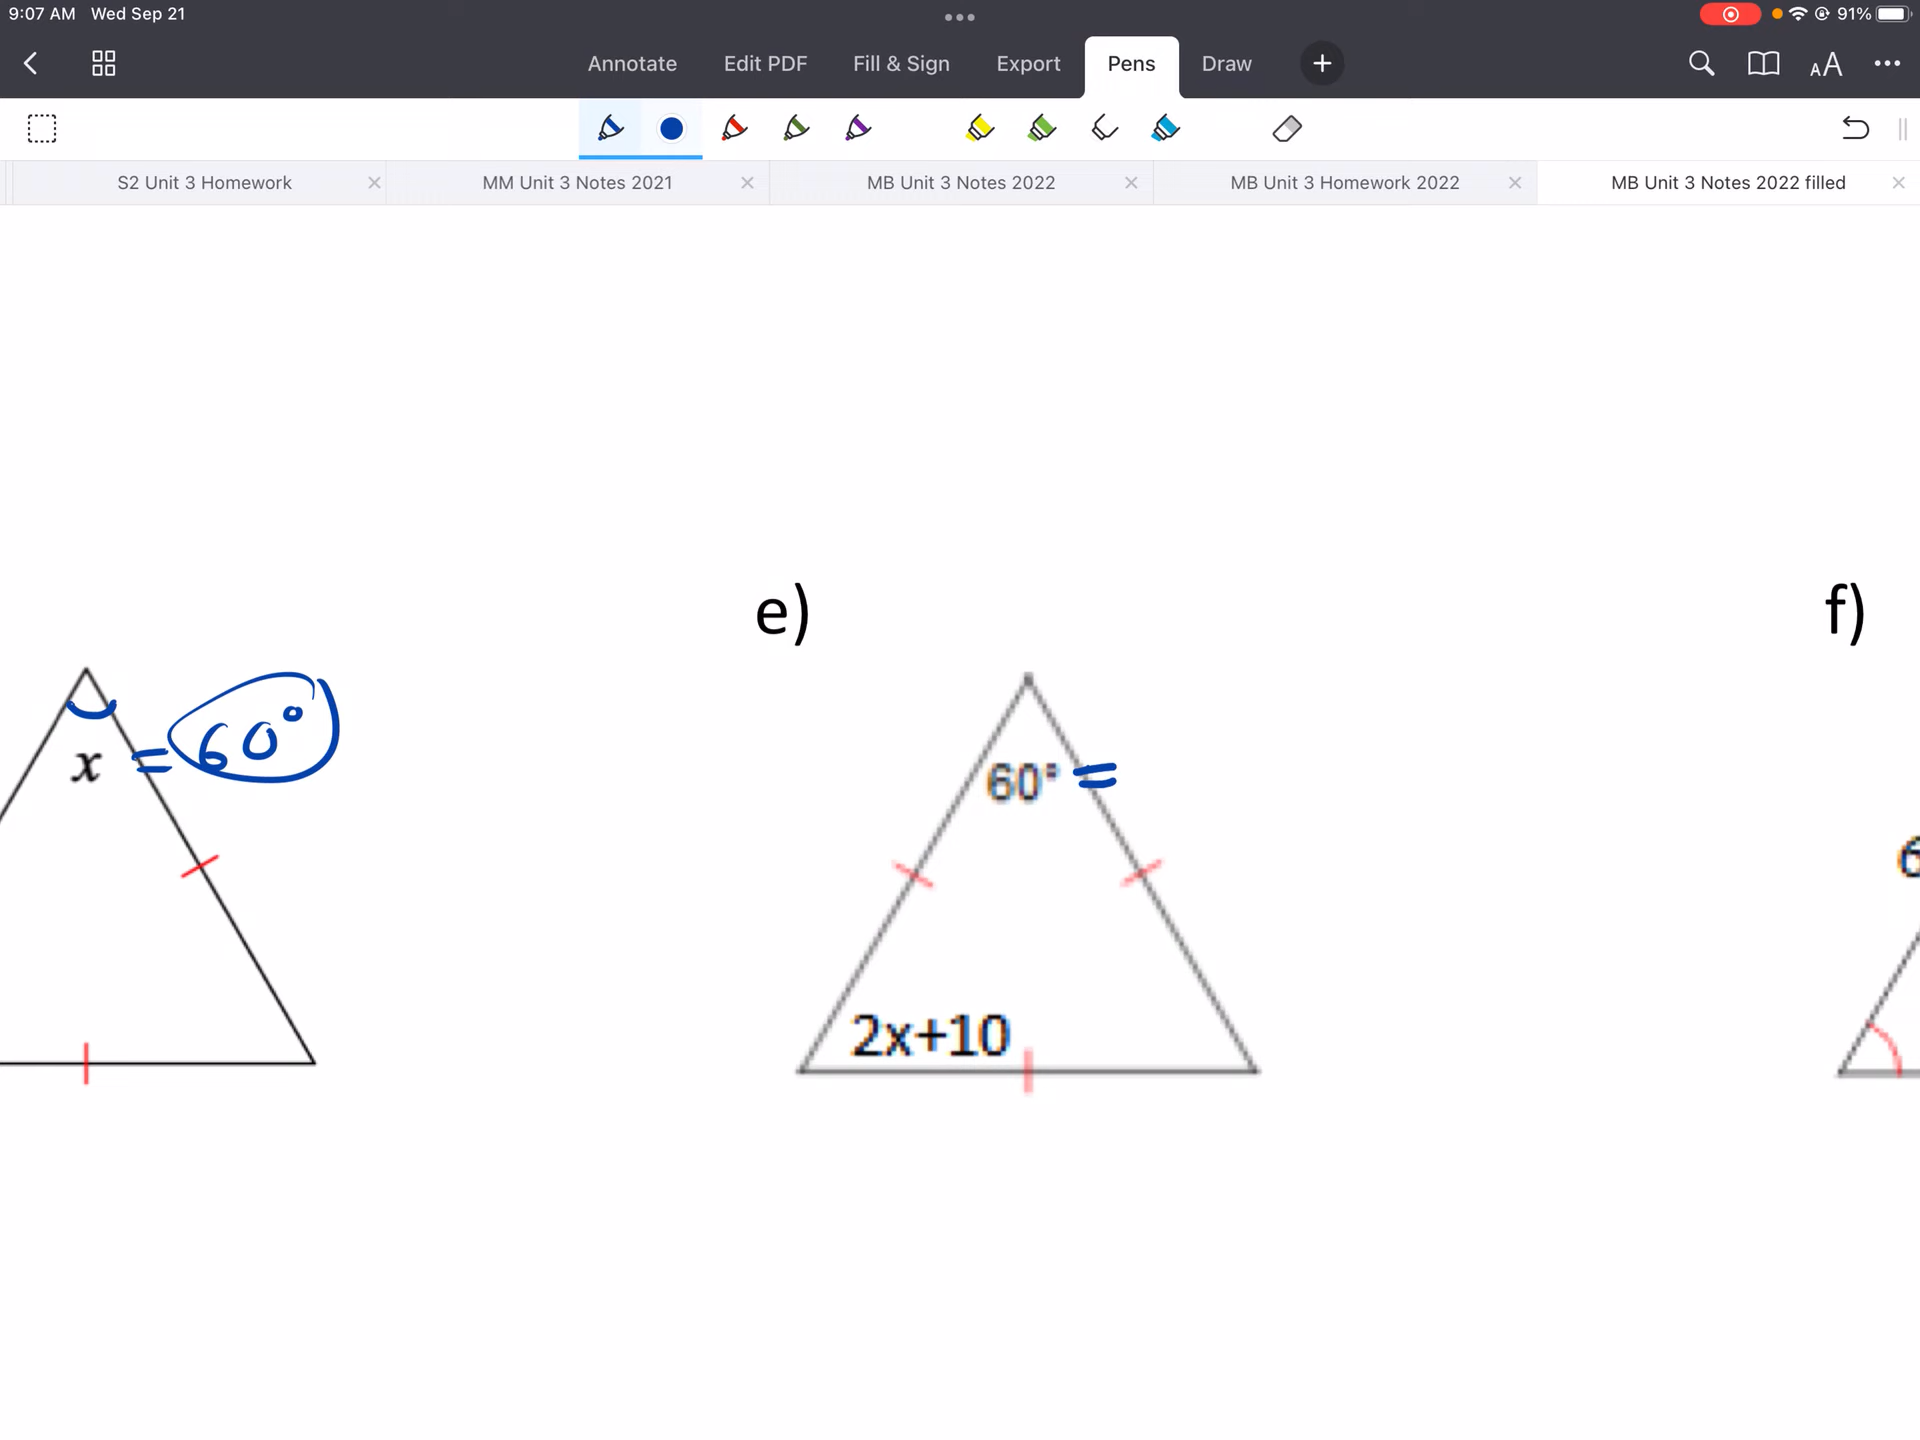 9:07 AM Wed Sep 21
91%
Annotate Edit PDF Fill & Sign Export Pens Draw
AA
S2 Unit 3 Homework MM Unit 3 Notes 2021 MB Unit 3 Notes 2022 MB Unit 3 Homework 2022 MB Unit 3 Notes 2022 filled
e) f)
x = 60°
60° =
6
2x+10